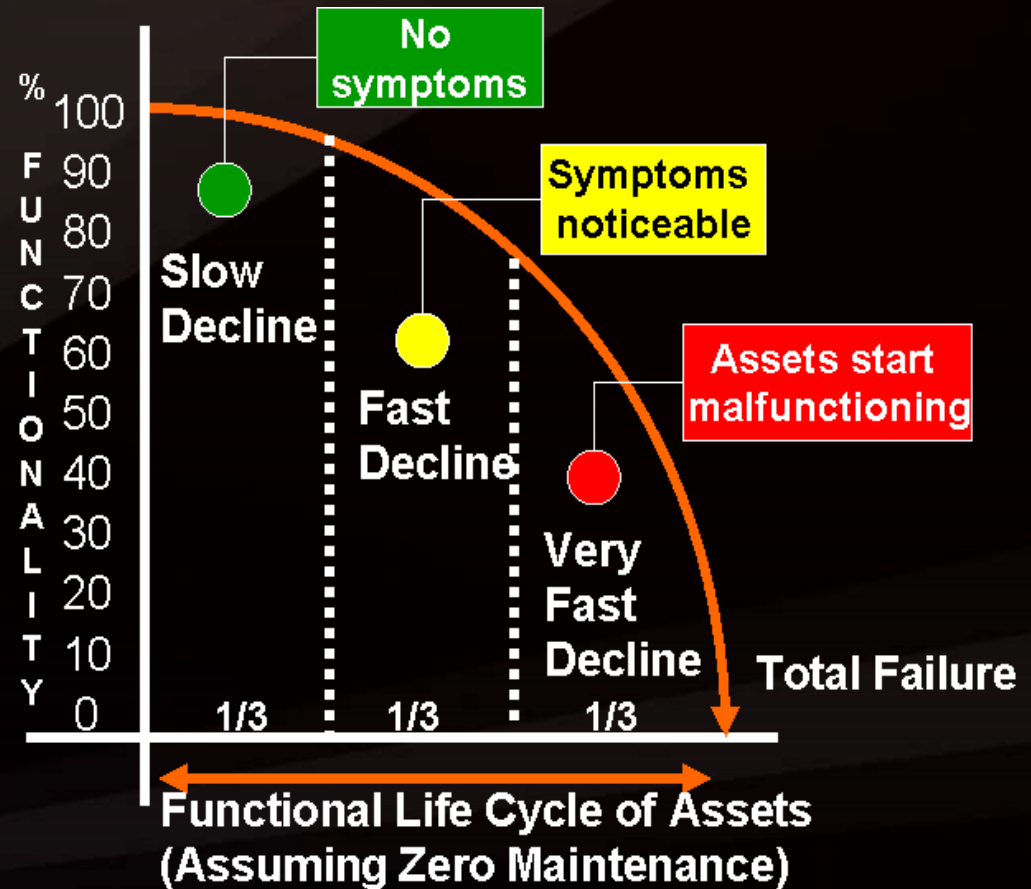 No
symptoms
%
FUNCTIONALITY
100
90
80
70
60
50
40
30
20
10
0
Symptoms
noticeable
Slow
Decline
Assets start
malfunctioning
Fast
Decline
Very
Fast
Decline
Total Failure
1/3
1/3
1/3
Functional Life Cycle of Assets
(Assuming Zero Maintenance)